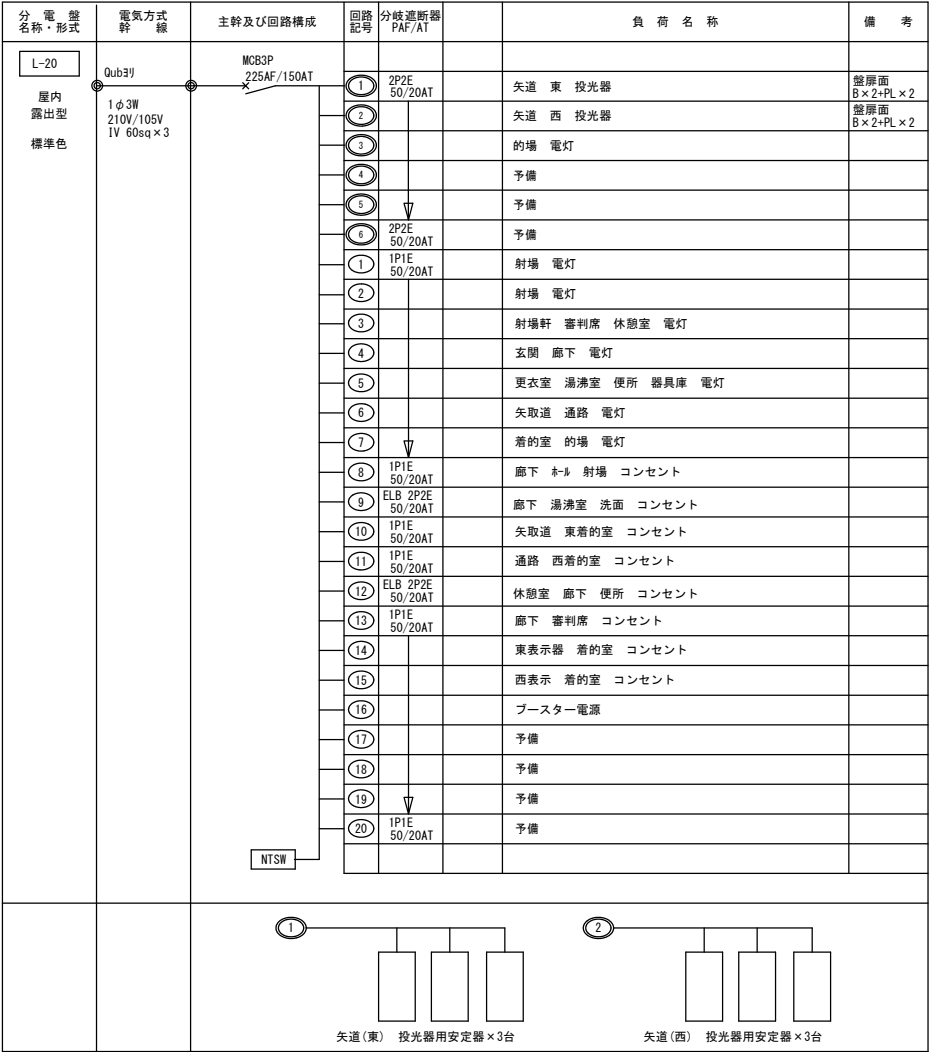 分 電 盤
名称・形式
電気方式
幹 線
主幹及び回路構成
回路
記号
分岐遮断器
PAF/AT
負 荷 名 称
備 考
L-20
屋内
露出型
標準色
Qubヨリ
1φ3W
210V/105V
IV 60sq×3
MCB3P
225AF/150AT
1 2P2E 50/20AT 矢道 東 投光器 盤扉面 B×2+PL×2
2 矢道 西 投光器 盤扉面 B×2+PL×2
3 的場 電灯
4 予備
5 予備
6 2P2E 50/20AT 予備
1 1P1E 50/20AT 射場 電灯
2 射場 電灯
3 射場軒 審判席 休憩室 電灯
4 玄関 廊下 電灯
5 更衣室 湯沸室 便所 器具庫 電灯
6 矢取道 通路 電灯
7 着的室 的場 電灯
8 1P1E 50/20AT 廊下 ホール 射場 コンセント
9 ELB 2P2E 50/20AT 廊下 湯沸室 洗面 コンセント
10 1P1E 50/20AT 矢取道 東着的室 コンセント
11 1P1E 50/20AT 通路 西着的室 コンセント
12 ELB 2P2E 50/20AT 休憩室 廊下 便所 コンセント
13 1P1E 50/20AT 廊下 審判席 コンセント
14 東表示器 着的室 コンセント
15 西表示 着的室 コンセント
16 ブースター電源
17 予備
18 予備
19 予備
20 1P1E 50/20AT 予備
NTSW
1
矢道(東) 投光器用安定器×3台
2
矢道(西) 投光器用安定器×3台